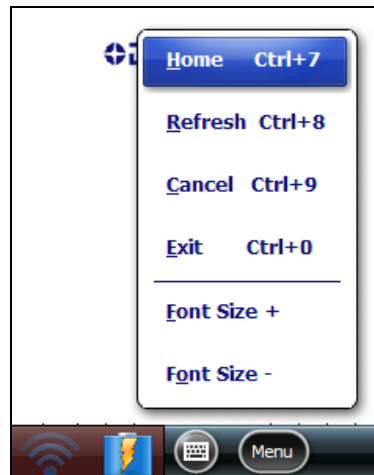 Home Ctrl+7
Refresh Ctrl+8
Cancel Ctrl+9
Exit Ctrl+0
Font Size +
Font Size -
Menu